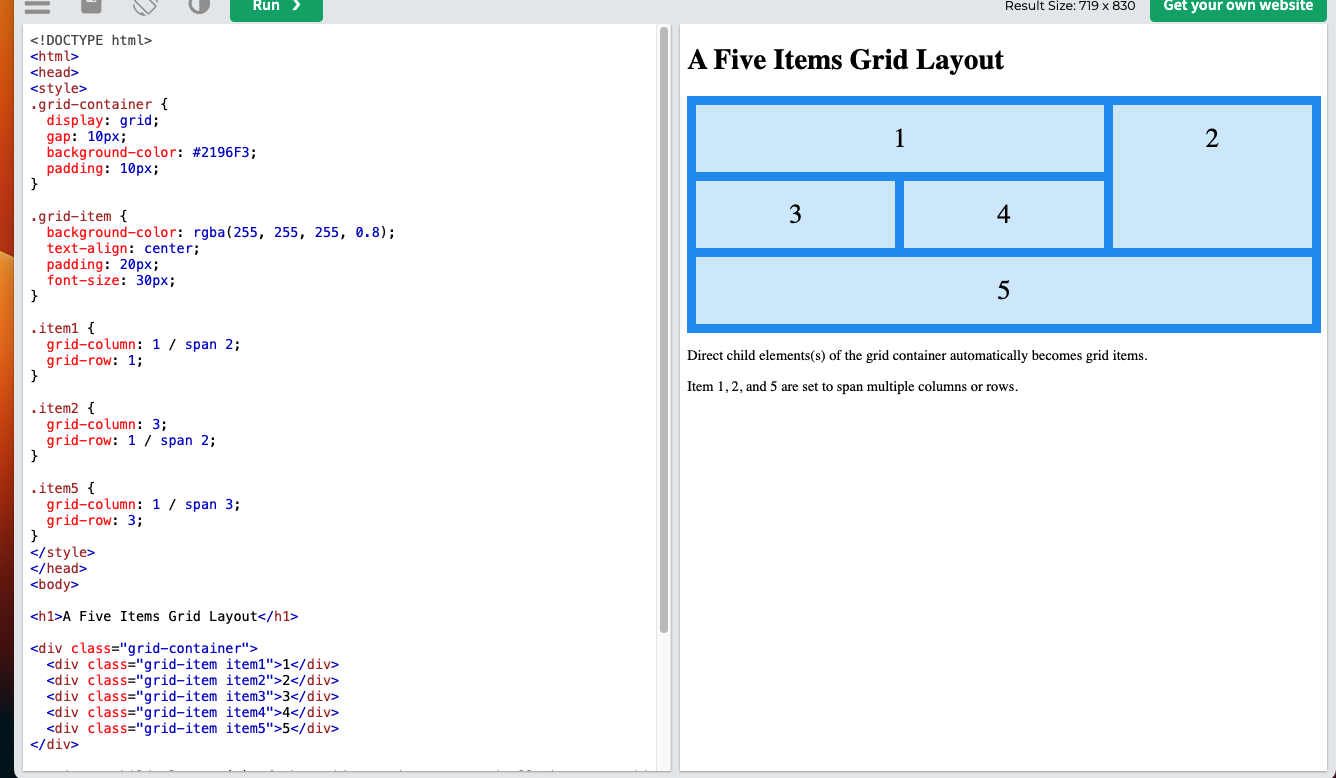 Run ❯
Result Size: 719 x 830
Get your own website
<!DOCTYPE html>
<html>
<head>
<style>
.grid-container {
  display: grid;
  gap: 10px;
  background-color: #2196F3;
  padding: 10px;
}

.grid-item {
  background-color: rgba(255, 255, 255, 0.8);
  text-align: center;
  padding: 20px;
  font-size: 30px;
}

.item1 {
  grid-column: 1 / span 2;
  grid-row: 1;
}

.item2 {
  grid-column: 3;
  grid-row: 1 / span 2;
}

.item5 {
  grid-column: 1 / span 3;
  grid-row: 3;
}
</style>
</head>
<body>

<h1>A Five Items Grid Layout</h1>

<div class="grid-container">
  <div class="grid-item item1">1</div>
  <div class="grid-item item2">2</div>
  <div class="grid-item item3">3</div>
  <div class="grid-item item4">4</div>
  <div class="grid-item item5">5</div>
</div>
A Five Items Grid Layout
1
2
3
4
5
Direct child elements(s) of the grid container automatically becomes grid items.
Item 1, 2, and 5 are set to span multiple columns or rows.